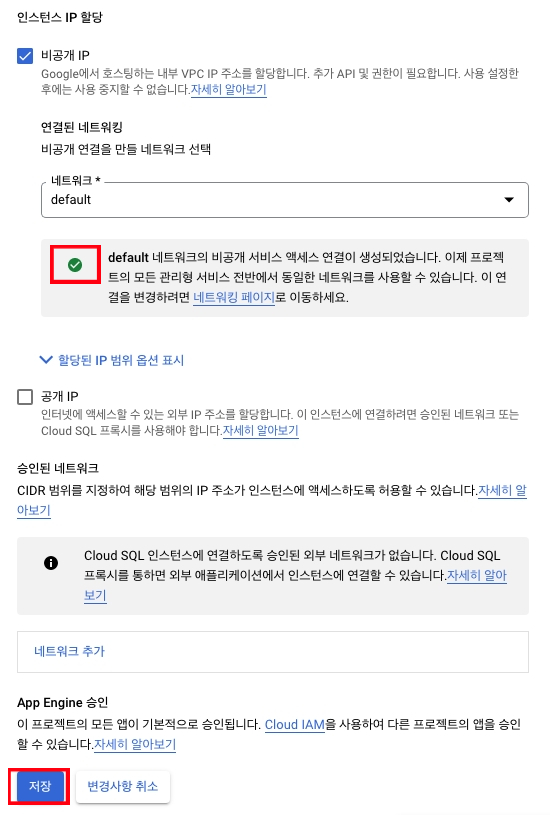 인스턴스 IP 할당
비공개 IP
Google에서 호스팅하는 내부 VPC IP 주소를 할당합니다. 추가 API 및 권한이 필요합니다. 사용 설정한
후에는 사용 중지할 수 없습니다.자세히 알아보기
연결된 네트워킹
비공개 연결을 만들 네트워크 선택
네트워크 *
default
default 네트워크의 비공개 서비스 액세스 연결이 생성되었습니다. 이제 프로젝
트의 모든 관리형 서비스 전반에서 동일한 네트워크를 사용할 수 있습니다. 이 연
결을 변경하려면 네트워킹 페이지로 이동하세요.
할당된 IP 범위 옵션 표시
공개 IP
인터넷에 액세스할 수 있는 외부 IP 주소를 할당합니다. 이 인스턴스에 연결하려면 승인된 네트워크 또는
Cloud SQL 프록시를 사용해야 합니다.자세히 알아보기
승인된 네트워크
CIDR 범위를 지정하여 해당 범위의 IP 주소가 인스턴스에 액세스하도록 허용할 수 있습니다.자세히 알
아보기
Cloud SQL 인스턴스에 연결하도록 승인된 외부 네트워크가 없습니다. Cloud SQL
프록시를 통하면 외부 애플리케이션에서 인스턴스에 연결할 수 있습니다.자세히 알아
보기
네트워크 추가
App Engine 승인
이 프로젝트의 모든 앱이 기본적으로 승인됩니다. Cloud IAM을 사용하여 다른 프로젝트의 앱을 승인
할 수 있습니다.자세히 알아보기
저장
변경사항 취소